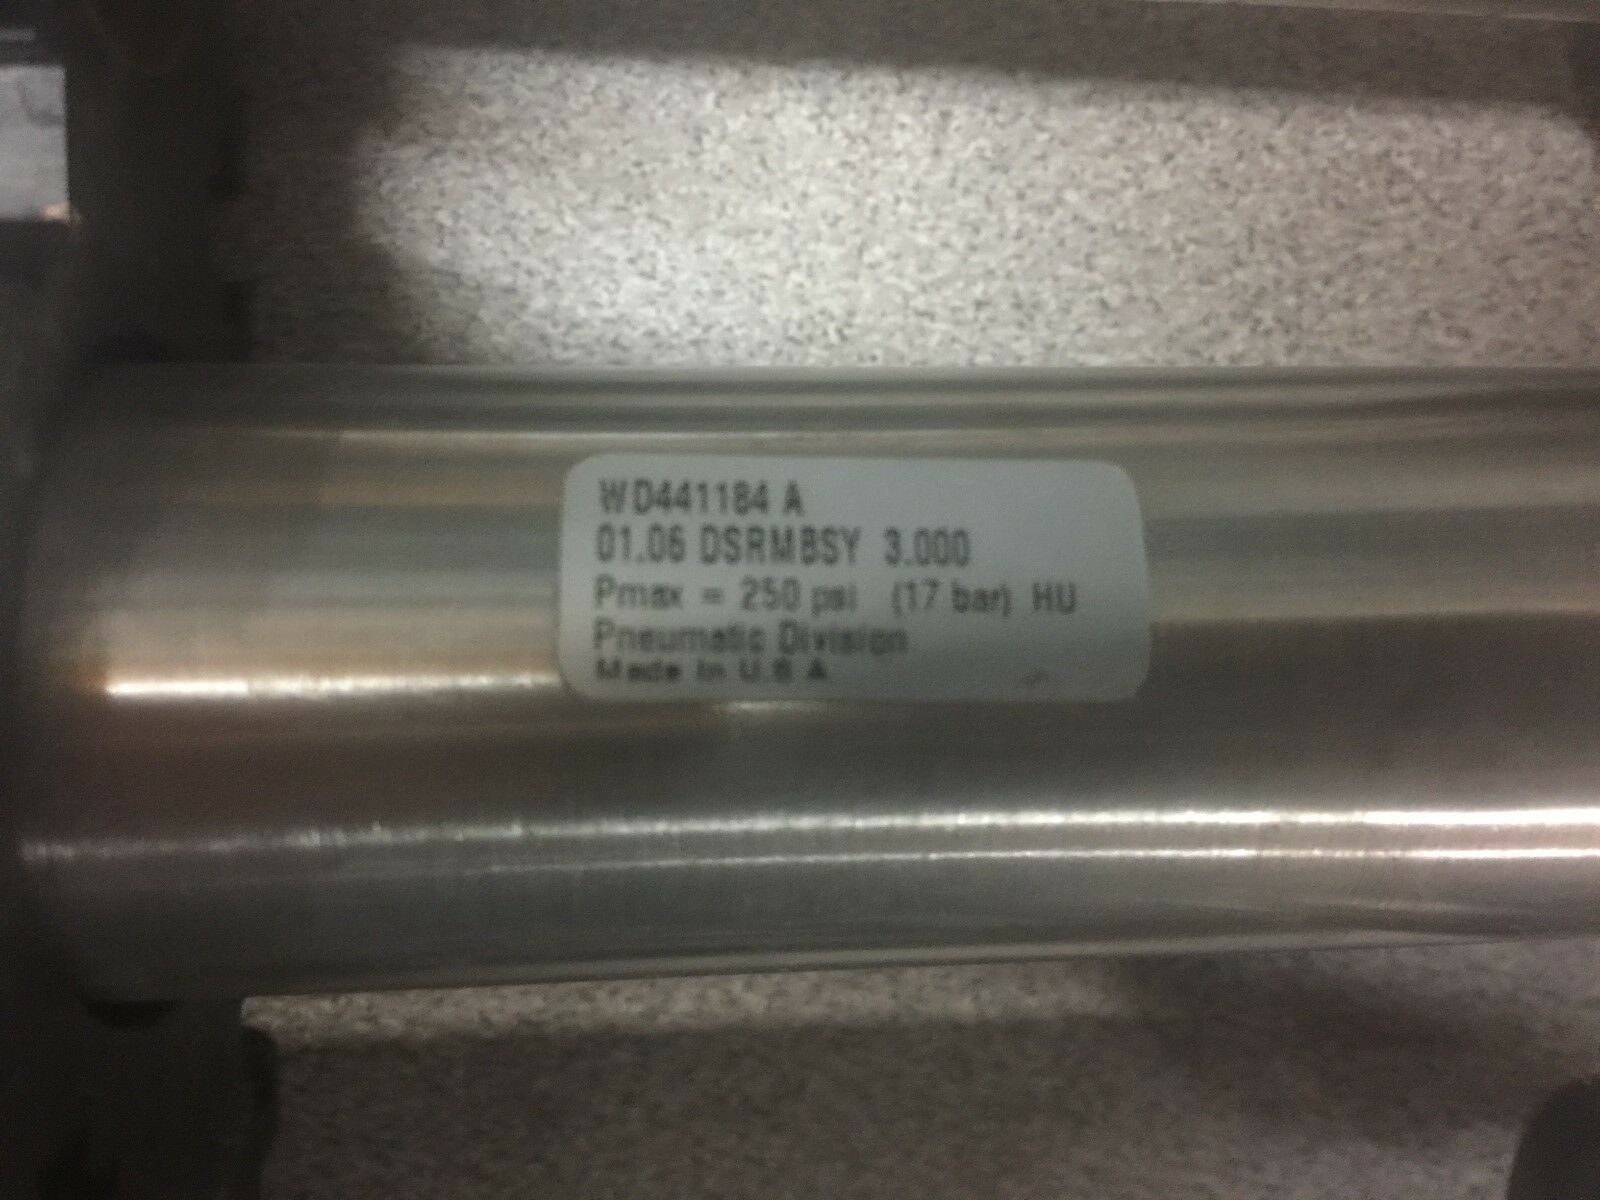 WD441184 A
01.06 DSRMBSY 3.000
Pmax = 250 psi (17 bar) HU
Pneumatic Division
Made In U.S A